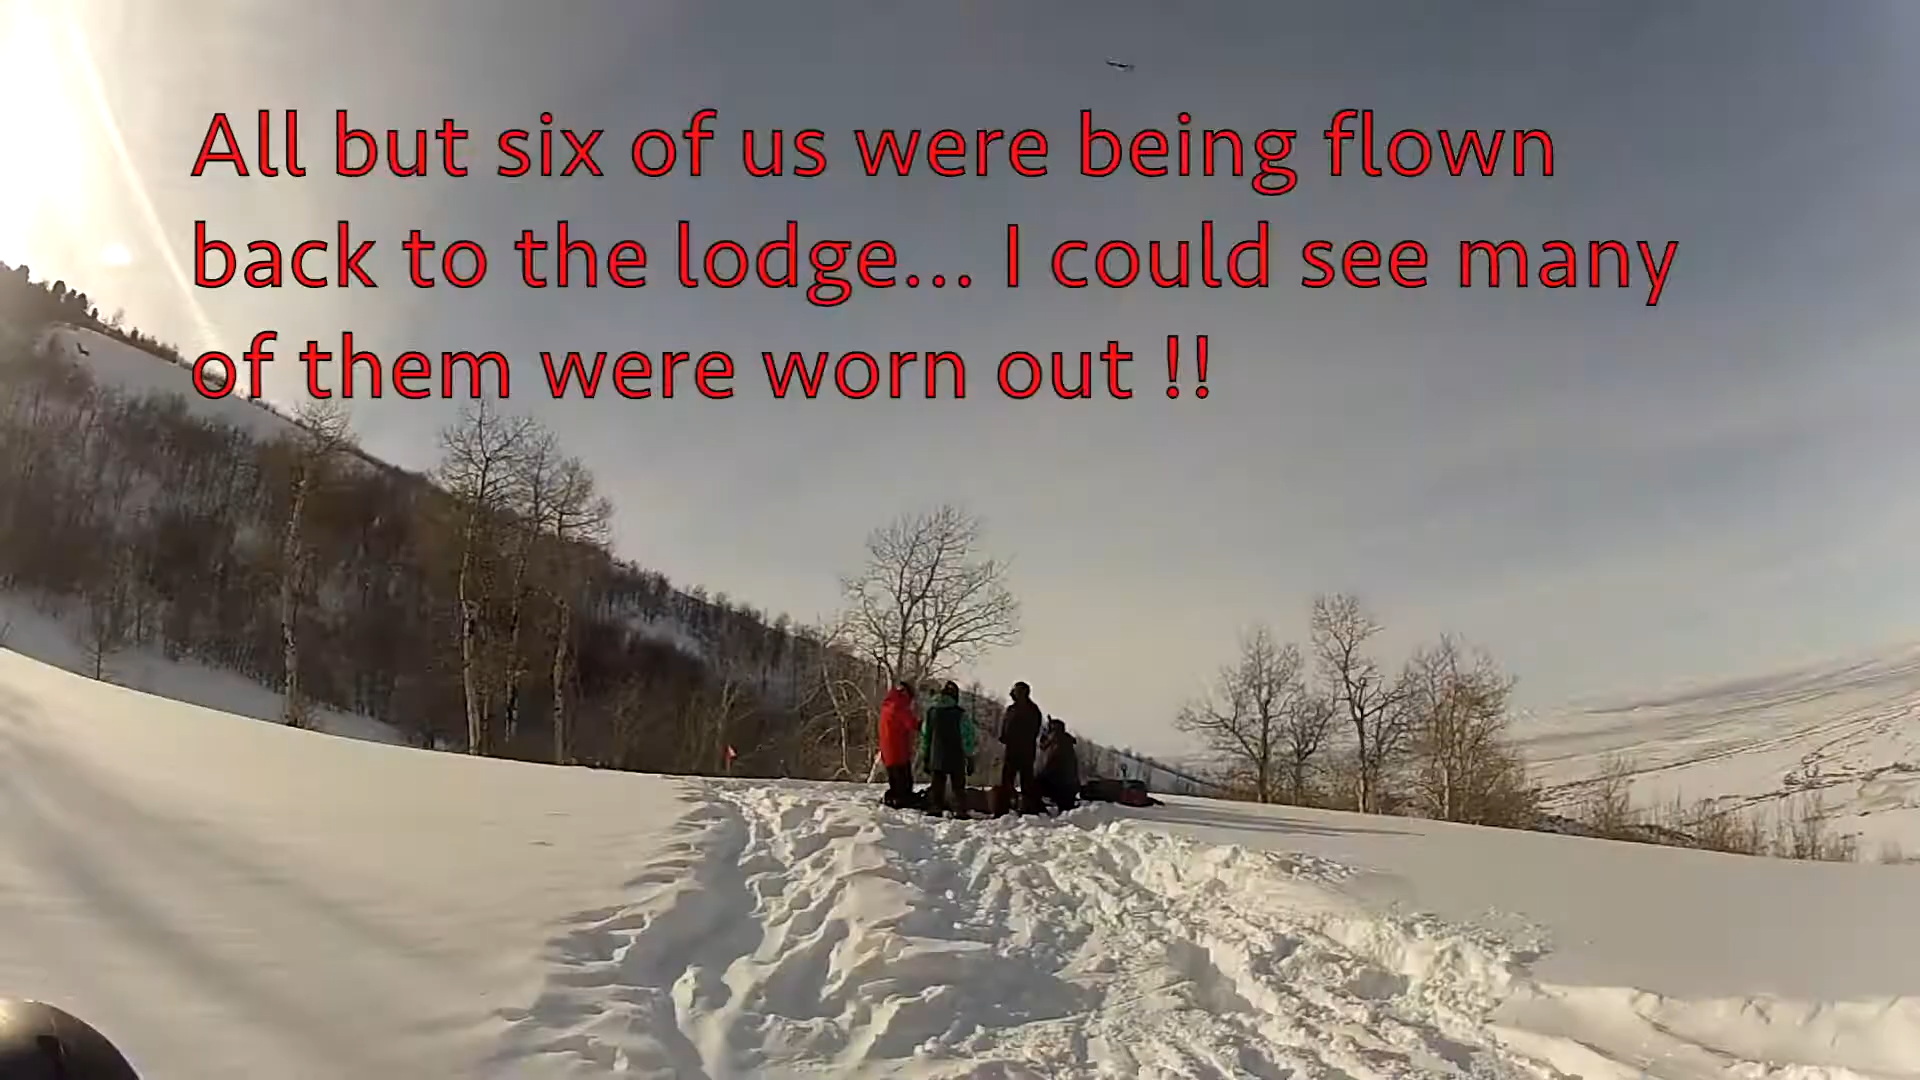 All but six of us were being flown
back to the lodge... I could see many
of them were worn out !!